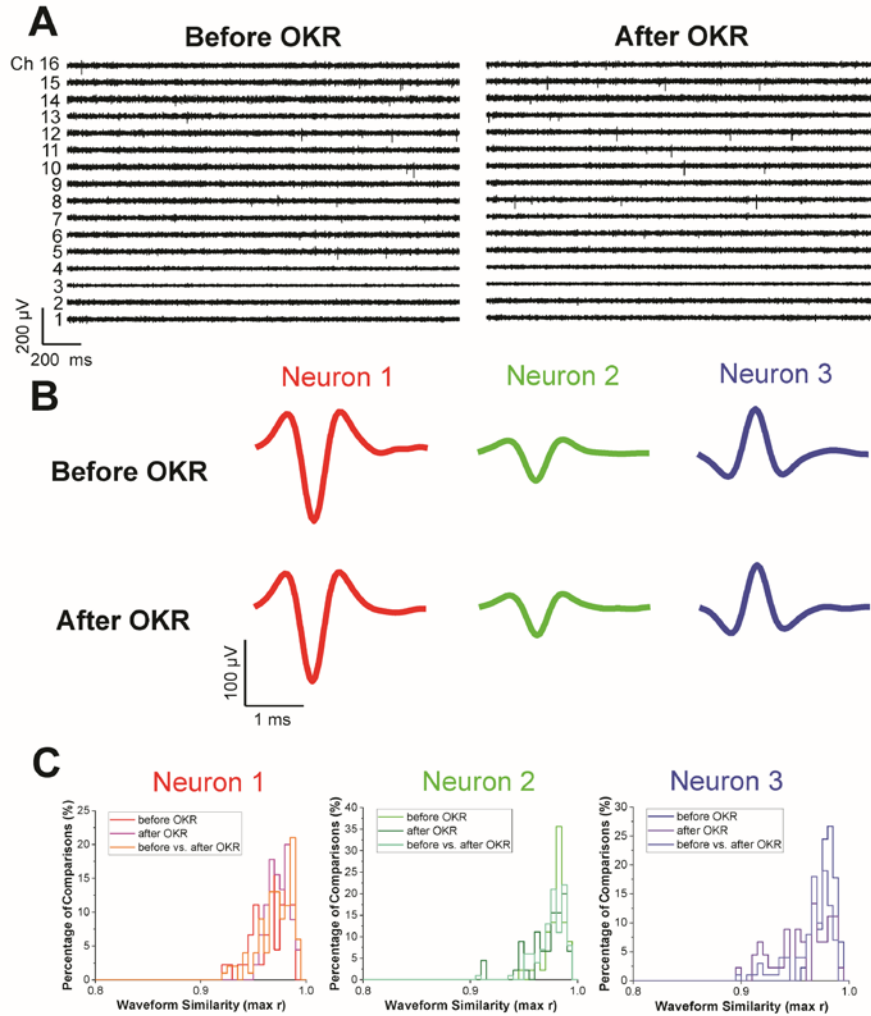 A
Before OKR
After OKR
Ch 16
15
14
13
12
11
10
9
8
7
6
5
4
3
2
1
200 µV
200 ms
B
Neuron 1
Neuron 2
Neuron 3
Before OKR
After OKR
100 µV
1 ms
C
Neuron 1
Neuron 2
Neuron 3
Percentage of Comparisons (%)
25
20
15
10
5
0
before OKR
after OKR
before vs. after OKR
0.8
0.9
1.0
Waveform Similarity (max r)
Percentage of Comparisons (%)
40
35
30
25
20
15
10
5
0
before OKR
after OKR
before vs. after OKR
0.8
0.9
1.0
Waveform Similarity (max r)
Percentage of Comparisons (%)
30
25
20
15
10
5
0
before OKR
after OKR
before vs. after OKR
0.8
0.9
1.0
Waveform Similarity (max r)